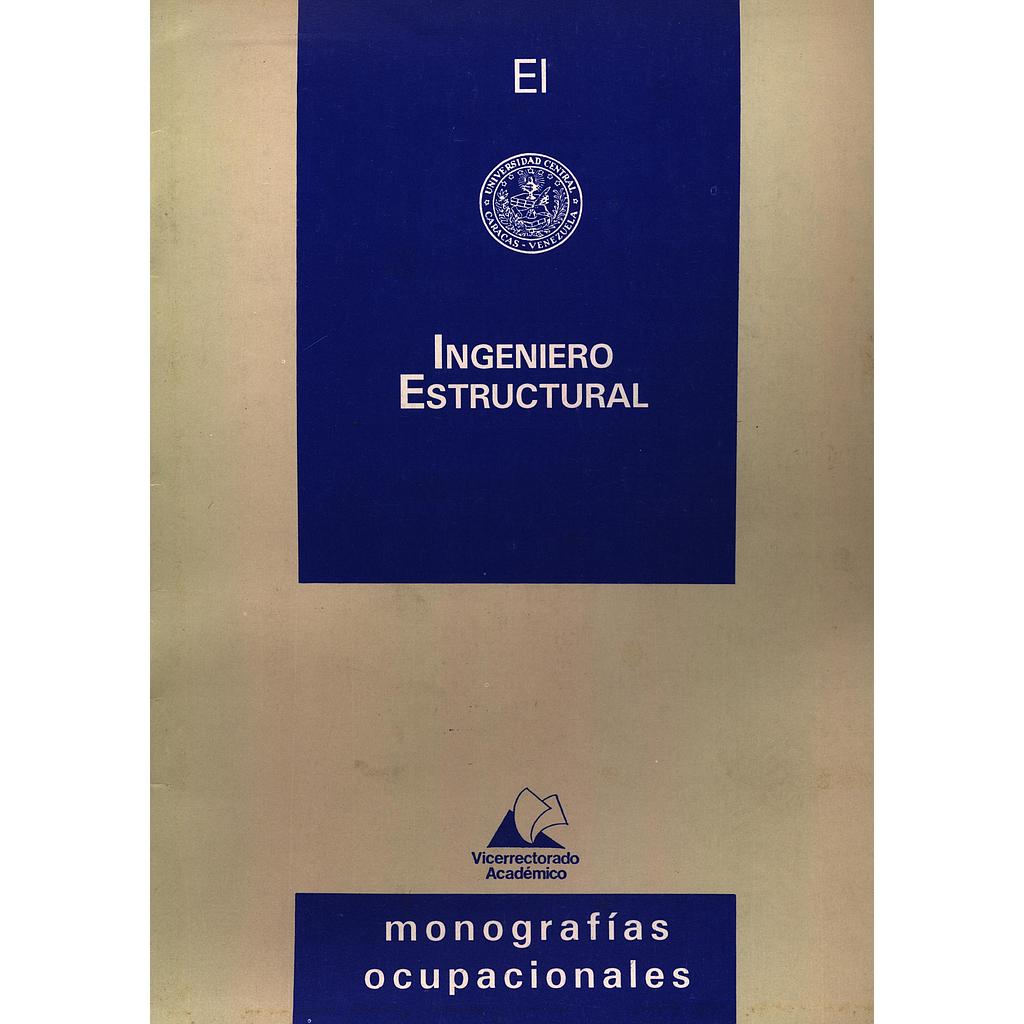 El
UNIVERSIDAD CENTRAL
CARACAS - VENEZUELA
INGENIERO
ESTRUCTURAL
Vicerrectorado
Académico
monografías
ocupacionales